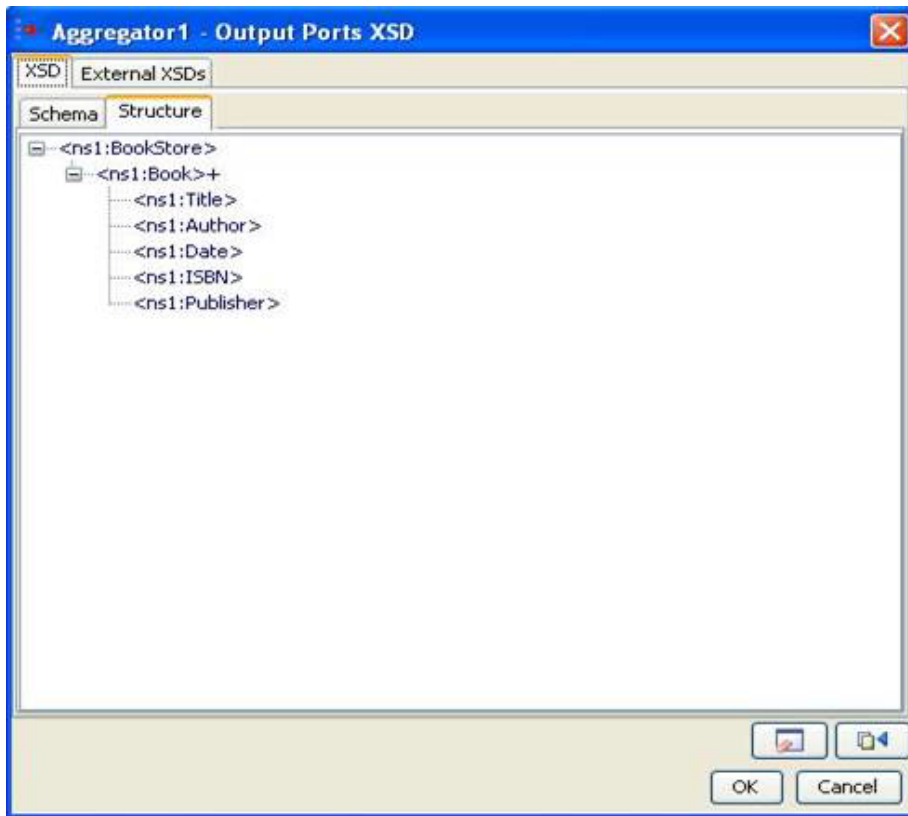 Aggregator1 - Output Ports XSD
XSD External XSDs
Schema Structure
<ns1:BookStore>
<ns1:Book>+
<ns1:Title>
<ns1:Author>
<ns1:Date>
<ns1:ISBN>
<ns1:Publisher>
OK Cancel